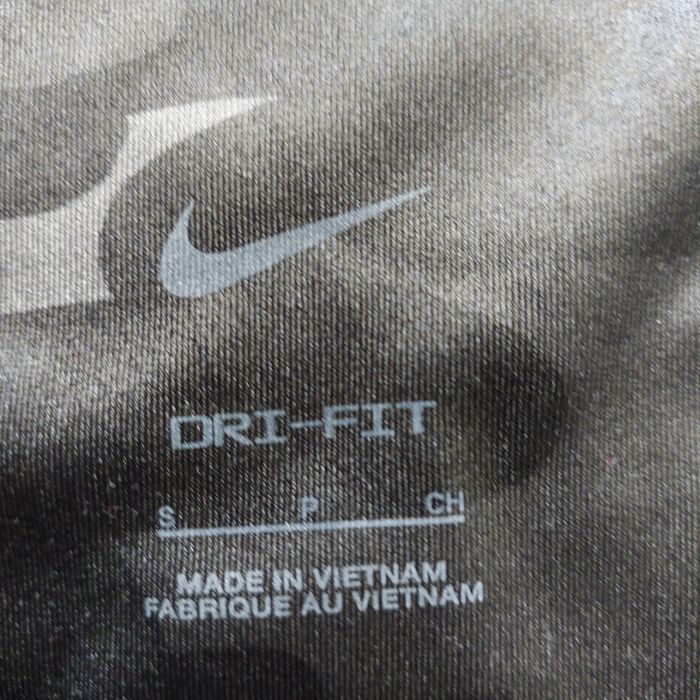 DRI-FIT
S P CH
MADE IN VIETNAM
FABRIQUE AU VIETNAM